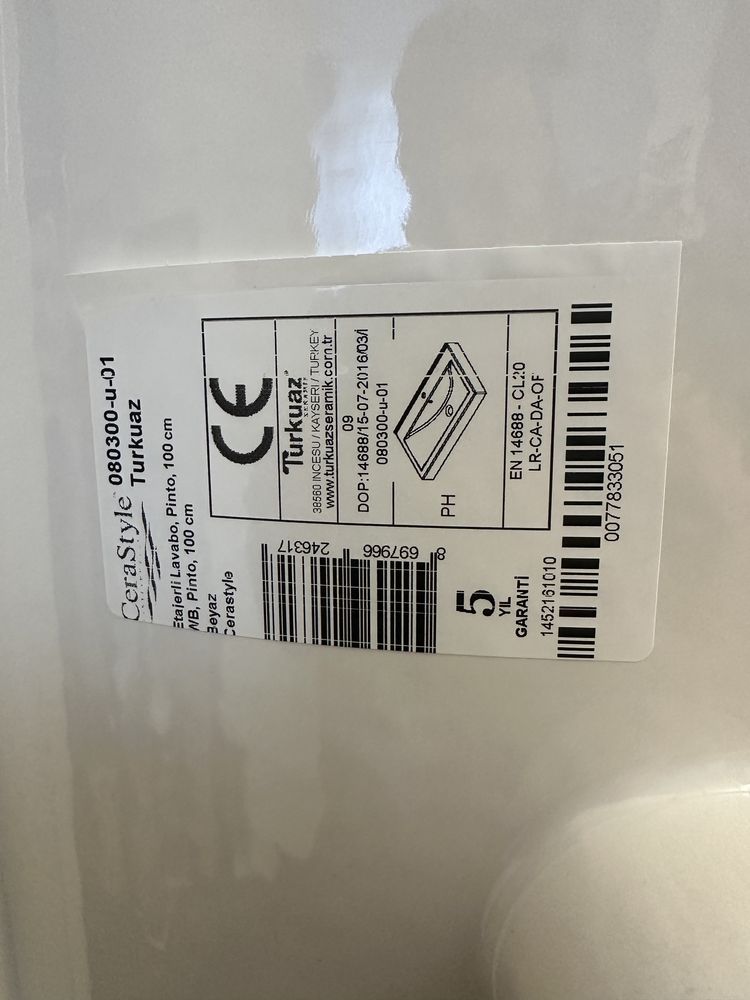 CeraStyle 080300-u-01
Turkuaz
Etajerli Lavabo, Pinto, 100 cm
WB, Pinto, 100 cm
Beyaz
Cerastyle
8 697966 246317
5
YIL
GARANTİ
CE
Turkuaz
SERAMİK
38560 INCESU / KAYSERI / TURKEY
www.turkuazseramik.com.tr
09
DOP:14688/15-07-2016/03/I
080300-u-01
PH
EN 14688 - CL20
LR-CA-DA-OF
1452161010
0077833051